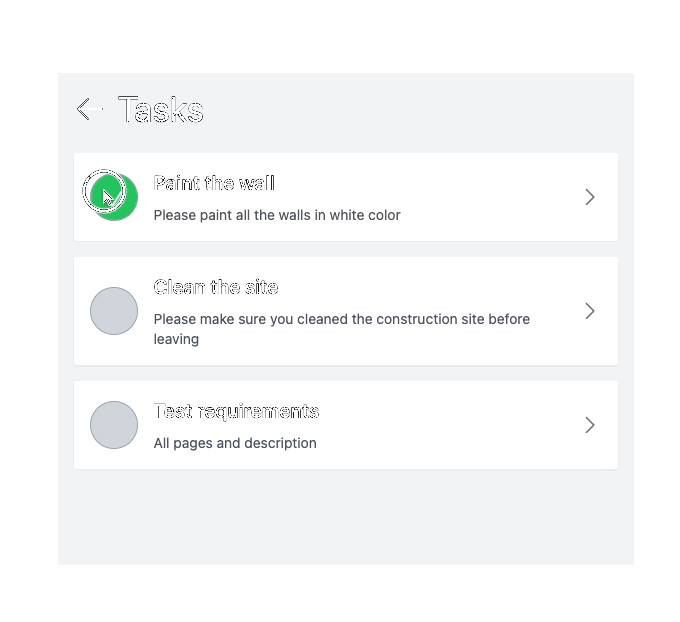 Tasks
Paint the wall
Please paint all the walls in white color
Clean the site
Please make sure you cleaned the construction site before
leaving
Test requirements
All pages and description